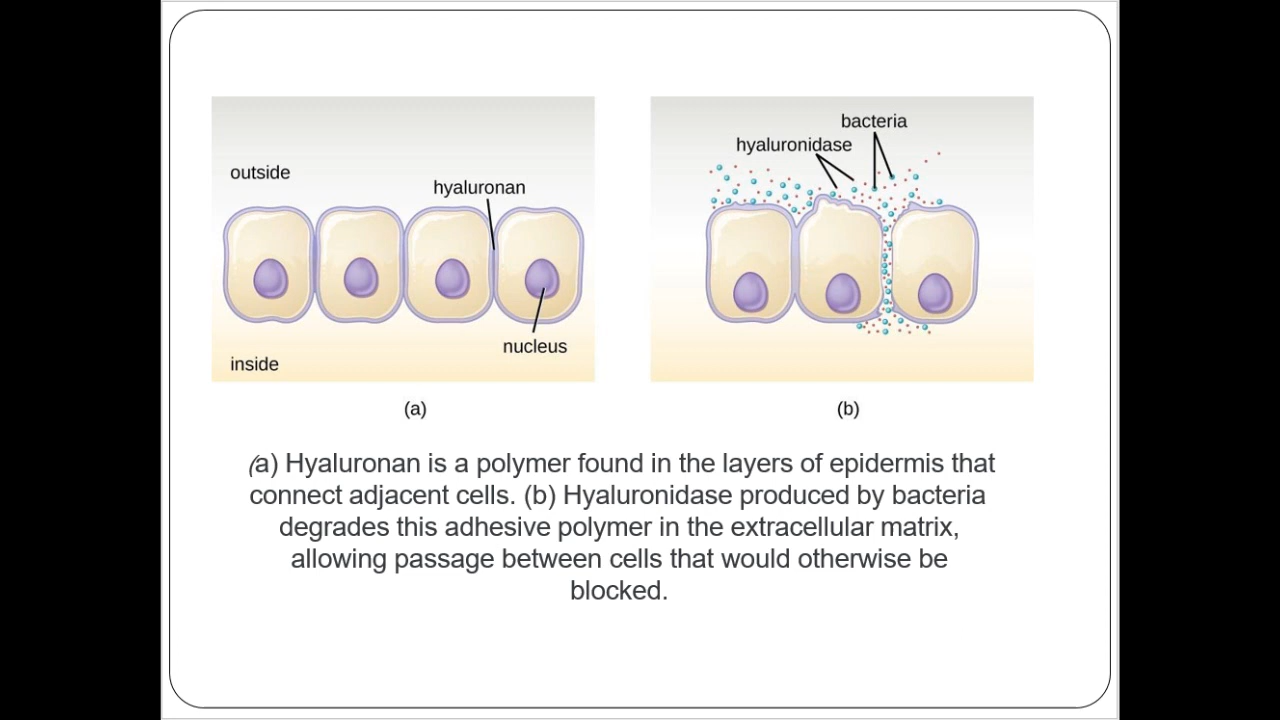 outside
hyaluronan
nucleus
inside
(a)
bacteria
hyaluronidase
(b)
(a) Hyaluronan is a polymer found in the layers of epidermis that
connect adjacent cells. (b) Hyaluronidase produced by bacteria
degrades this adhesive polymer in the extracellular matrix,
allowing passage between cells that would otherwise be
blocked.